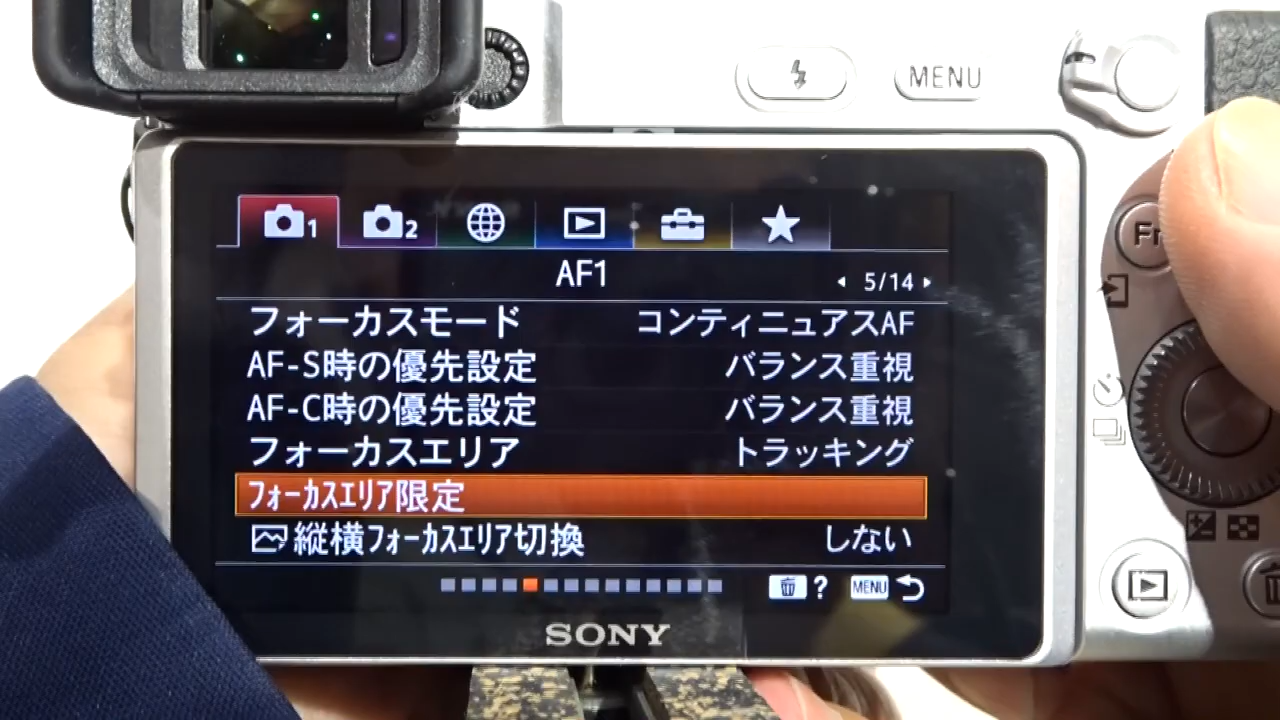 MENU
1 2
AF1
5/14
フォーカスモード コンティニュアスAF
AF-S時の優先設定 バランス重視
AF-C時の優先設定 バランス重視
フォーカスエリア トラッキング
フォーカスエリア限定
縦横フォーカスエリア切換 しない
? MENU
SONY
Fn